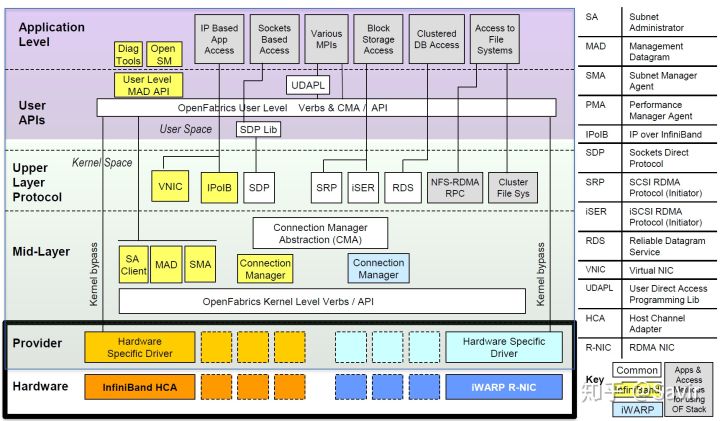 Application
Level
Diag
Tools
Open
SM
IP Based
App
Access
Sockets
Based
Access
Various
MPIs
Block
Storage
Access
Clustered
DB Access
Access to
File
Systems
User Level
MAD API
UDAPL
User
APIs
OpenFabrics User Level Verbs & CMA / API
User Space
SDP Lib
Kernel Space
Upper
Layer
Protocol
VNIC
IPoIB
SDP
SRP
iSER
RDS
NFS-RDMA
RPC
Cluster
File Sys
Mid-Layer
Connection Manager
Abstraction (CMA)
SA
Client
MAD
SMA
Connection
Manager
Connection
Manager
Kernel bypass
Kernel bypass
OpenFabrics Kernel Level Verbs / API
Provider
Hardware
Specific Driver
Hardware Specific
Driver
Hardware
InfiniBand HCA
iWARP R-NIC
SA Subnet
Administrator
MAD Management
Datagram
SMA Subnet Manager
Agent
PMA Performance
Manager Agent
IPoIB IP over InfiniBand
SDP Sockets Direct
Protocol
SRP SCSI RDMA
Protocol (Initiator)
iSER iSCSI RDMA
Protocol (Initiator)
RDS Reliable Datagram
Service
VNIC Virtual NIC
UDAPL User Direct Access
Programming Lib
HCA Host Channel
Adapter
R-NIC RDMA NIC
Key
Common
InfiniBand
iWARP
Apps &
Access
Methods
for using
OF Stack
知乎 @Savir